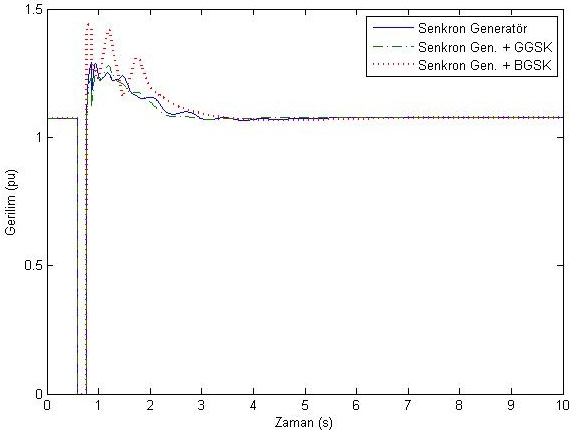 1.5
1
0.5
0
Gerilim (pu)
Senkron Generatör
Senkron Gen. + GGSK
Senkron Gen. + BGSK
0 1 2 3 4 5 6 7 8 9 10
Zaman (s)